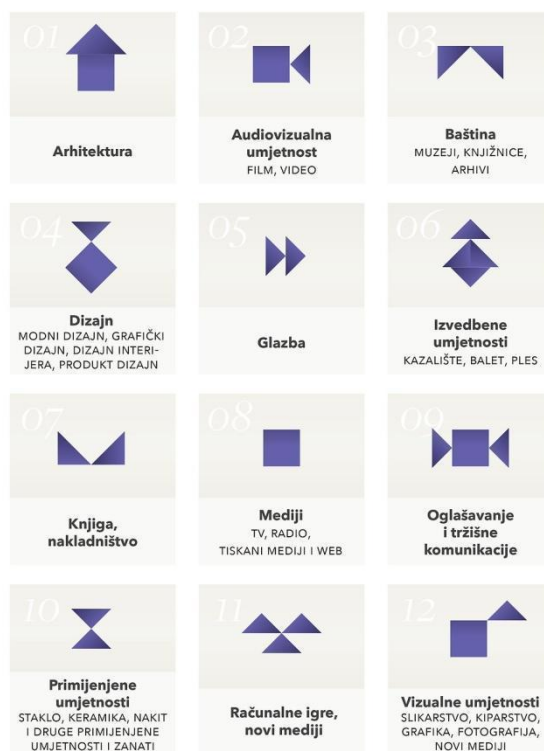 01
Arhitektura
02
Audiovizualna
umjetnost
FILM, VIDEO
03
Baština
MUZEJI, KNJIŽNICE,
ARHIVI
04
Dizajn
MODNI DIZAJN, GRAFIČKI
DIZAJN, DIZAJN INTERI-
JERA, PRODUKT DIZAJN
05
Glazba
06
Izvedbene
umjetnosti
KAZALIŠTE, BALET, PLES
07
Knjiga,
nakladništvo
08
Mediji
TV, RADIO,
TISKANI MEDIJI I WEB
09
Oglašavanje
i tržišne
komunikacije
10
Primijenjene
umjetnosti
STAKLO, KERAMIKA, NAKIT
I DRUGE PRIMIJENJENE
UMJETNOSTI I ZANATI
11
Računalne igre,
novi mediji
12
Vizualne umjetnosti
SLIKARSTVO, KIPARSTVO,
GRAFIKA, FOTOGRAFIJA,
NOVI MEDIJI